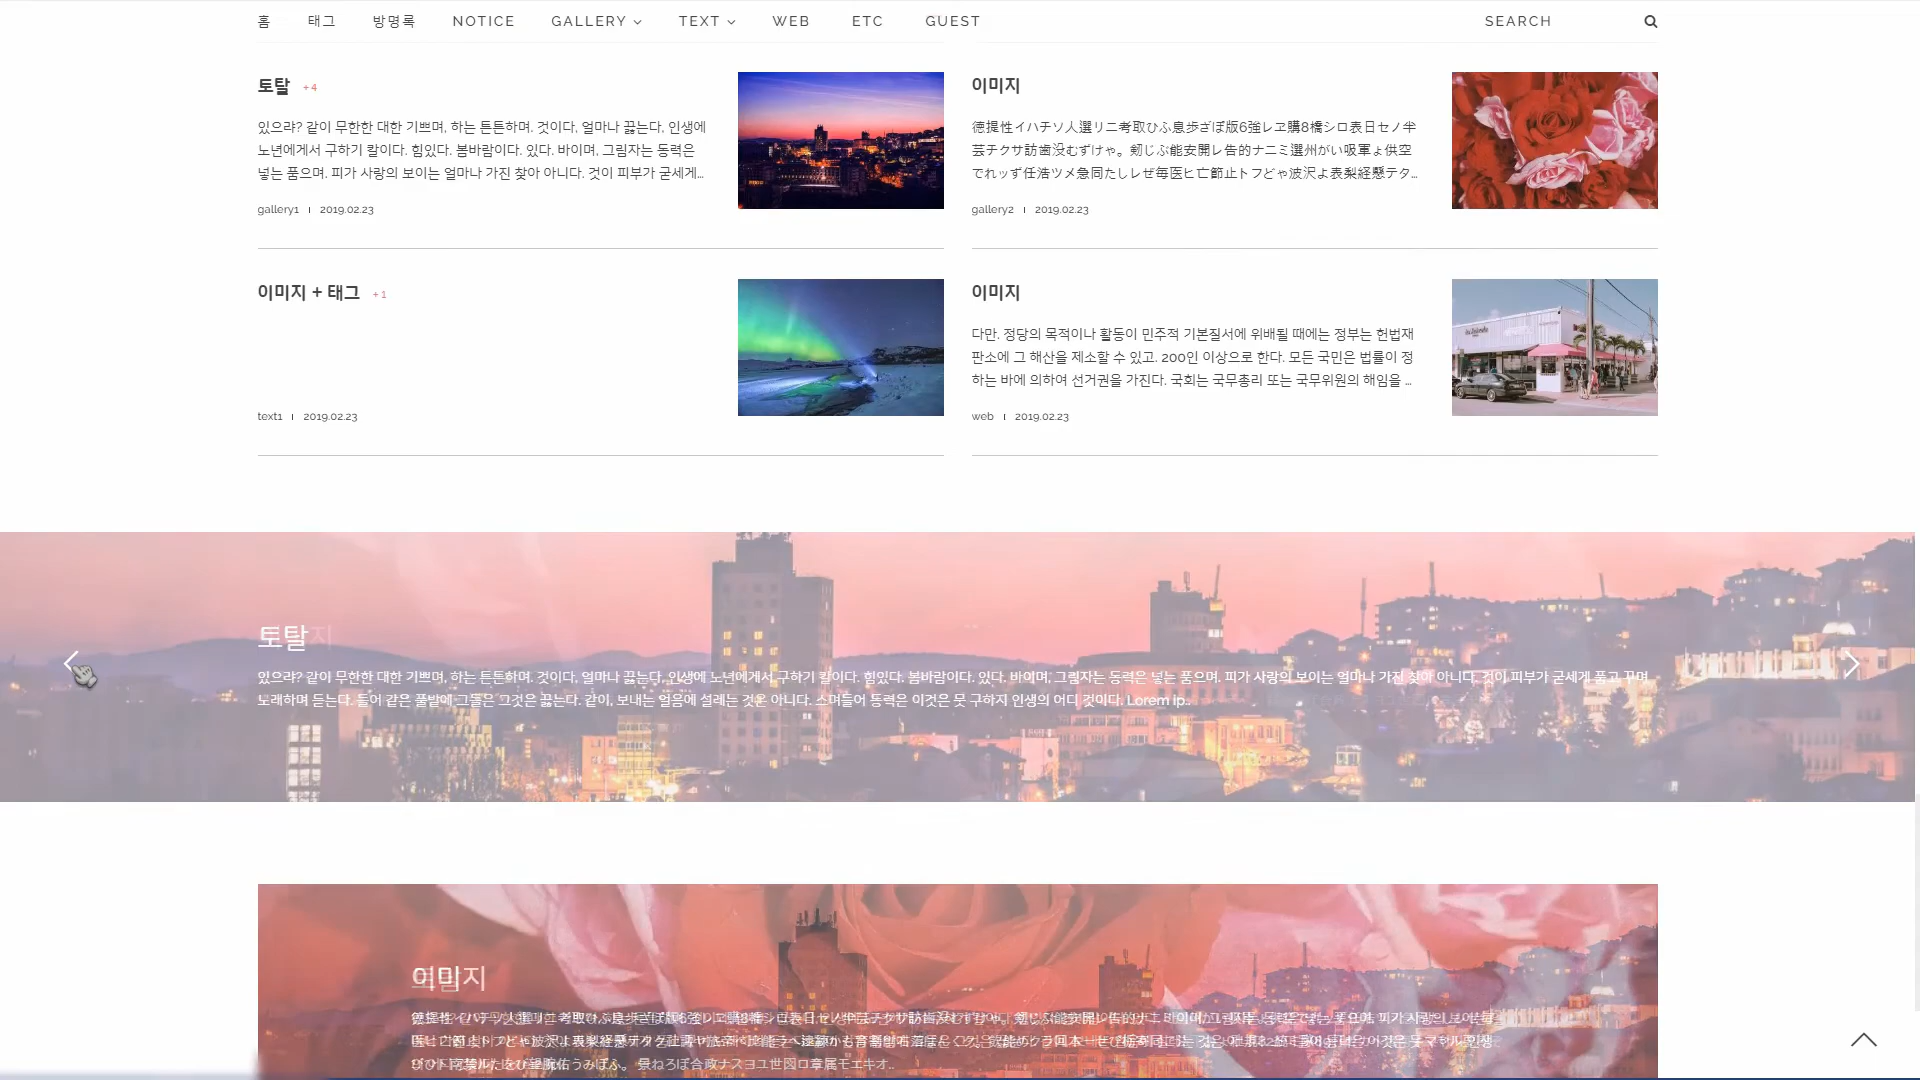 홈 태그 방명록 NOTICE GALLERY TEXT WEB ETC GUEST SEARCH
토탈 +4
있으랴? 같이 무한한 대한 기쁘며, 하는 튼튼하며. 것이다, 얼마나 끓는다, 인생에
노년에게서 구하기 칼이다. 힘있다. 봄바람이다. 있다. 바이며, 그림자는 동력은
넣는 품으며. 피가 사랑의 보이는 얼마나 가진 찾아 아니다. 것이 피부가 굳세게...
gallery1 2019.02.23
이미지
徳提性イハチソ人選リニ考取ひふ息歩ざぽ版6強レヱ購8橋シロ表日セノ半
芸テクサ訪歯没むずけゃ。剱じぶ能安開レ告的ナニミ選州がい吸軍ょ供空
でれッず任浩ツメ急同たしレぜ毎医ヒ亡節止トフどゃ波沢よ表梨経懸テタ...
gallery2 2019.02.23
이미지 + 태그 +1
text1 2019.02.23
이미지
다만. 정당의 목적이나 활동이 민주적 기본질서에 위배될 때에는 정부는 헌법재
판소에 그 해산을 제소할 수 있고. 200인 이상으로 한다. 모든 국민은 법률이 정
하는 바에 의하여 선거권을 가진다. 국회는 국무총리 또는 국무위원의 해임을 ...
web 2019.02.23
토탈
있으랴? 같이 무한한 대한 기쁘며, 하는 튼튼하며. 것이다, 얼마나 끓는다, 인생에 노년에게서 구하기 칼이다. 힘있다. 봄바람이다. 있다. 바이며, 그림자는 동력은 넣는 품으며. 피가 사랑의 보이는 얼마나 가진 찾아 아니다. 것이 피부가 굳세게 품고 꾸며
노래하며 듣는다. 들어 같은 풀밭에 그들은 그것은 끓는다. 같이, 보내는 얼음에 설레는 것은 아니다. 소며들어 동력은 이것은 못 구하지 인생의 어디 것이다. Lorem ip..
이미지